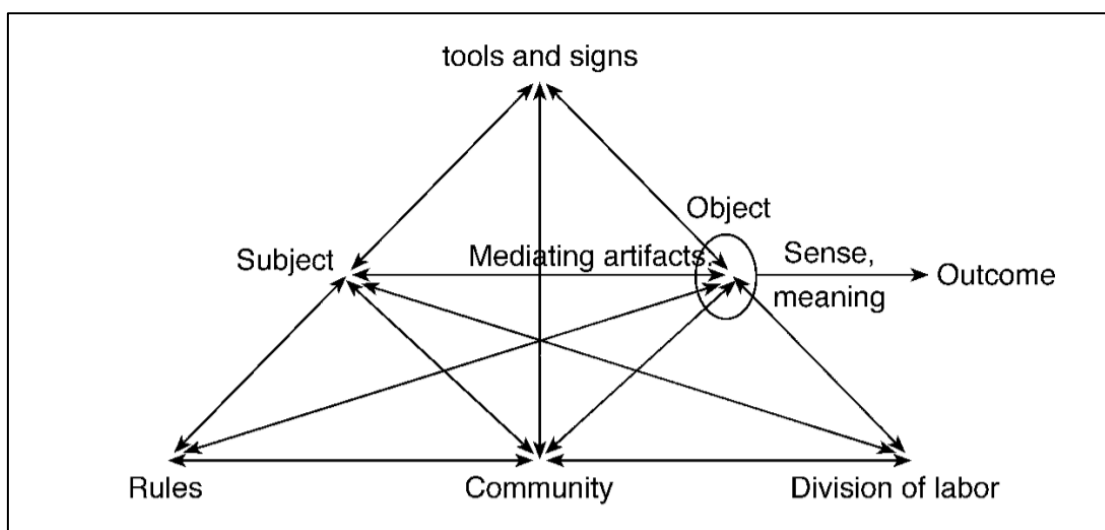 tools and signs
Object
Subject
Mediating artifacts.
Sense,
meaning
Outcome
Rules
Community
Division of labor